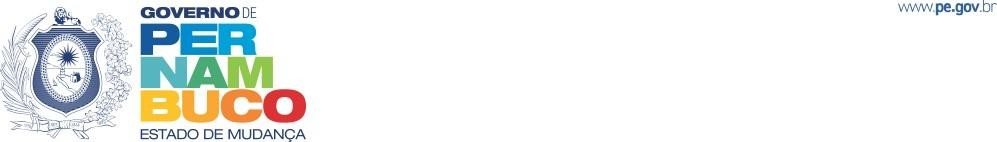 GOVERNO DE
PER
NAM
BUCO
ESTADO DE MUDANÇA
www.pe.gov.br